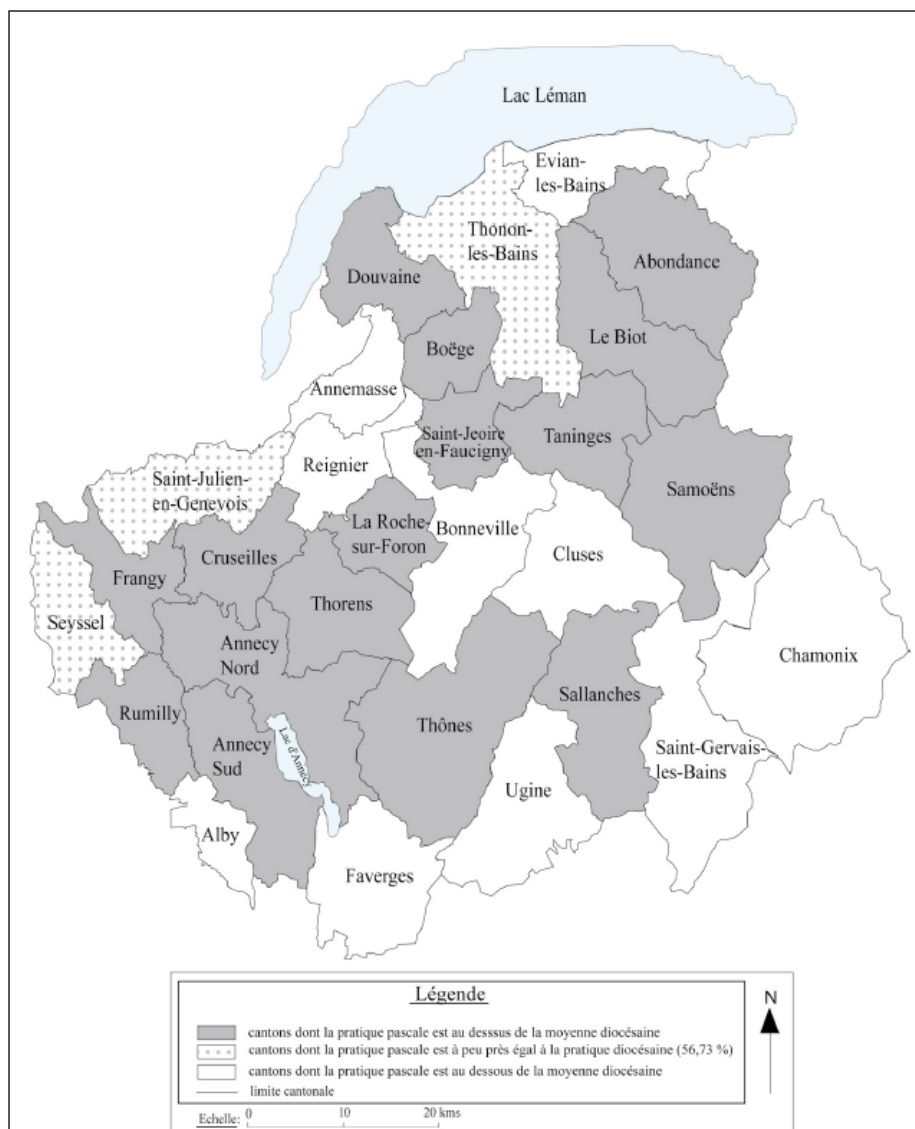 Lac Léman
Evian-
les-Bains
Thonon-
les-Bains
Abondance
Douvaine
Le Biot
Boëge
Annemasse
Saint-Jeoire
en-Faucigny
Taninges
Reignier
Saint-Julien-
en-Genevois
Samoëns
La Roche-
sur-Foron
Bonneville
Cluses
Cruseilles
Frangy
Thorens
Seyssel
Annecy
Nord
Chamonix
Sallanches
Rumilly
Thônes
Annecy
Sud
Lac d'Annecy
Saint-Gervais-
les-Bains
Ugine
Alby
Faverges
Légende
cantons dont la pratique pascale est au desssus de la moyenne diocésaine
cantons dont la pratique pascale est à peu près égal à la pratique diocésaine (56,73 %)
cantons dont la pratique pascale est au dessous de la moyenne diocésaine
limite cantonale
Echelle: 0 10 20 kms
N